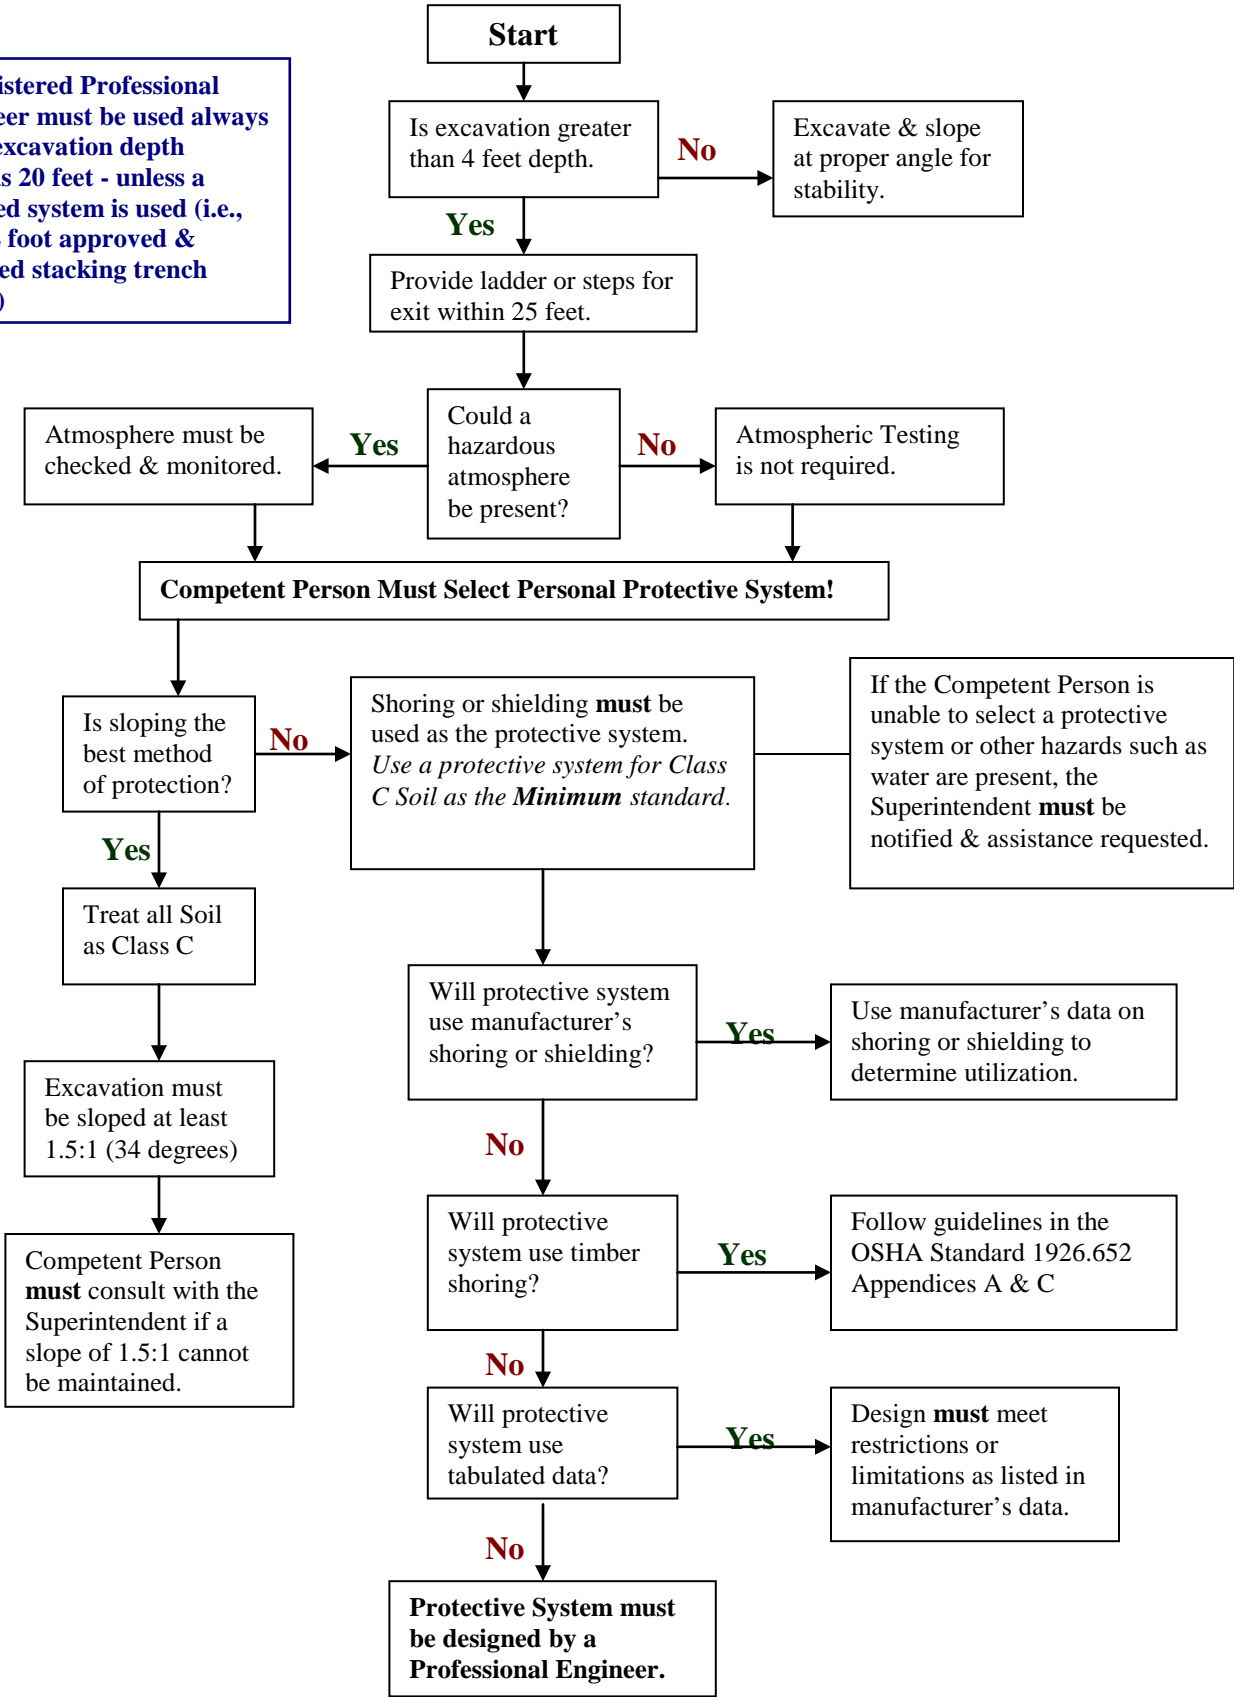 Start
istered Professional
eer must be used always
excavation depth
s 20 feet - unless a
ed system is used (i.e.,
foot approved &
ed stacking trench
)
Is excavation greater
than 4 feet depth.
No
Excavate & slope
at proper angle for
stability.
Yes
Provide ladder or steps for
exit within 25 feet.
Atmosphere must be
checked & monitored.
Yes
Could a
hazardous
atmosphere
be present?
No
Atmospheric Testing
is not required.
Competent Person Must Select Personal Protective System!
Is sloping the
best method
of protection?
No
Shoring or shielding must be
used as the protective system.
Use a protective system for Class
C Soil as the Minimum standard.
If the Competent Person is
unable to select a protective
system or other hazards such as
water are present, the
Superintendent must be
notified & assistance requested.
Yes
Treat all Soil
as Class C
Will protective system
use manufacturer's
shoring or shielding?
Yes
Use manufacturer's data on
shoring or shielding to
determine utilization.
Excavation must
be sloped at least
1.5:1 (34 degrees)
No
Competent Person
must consult with the
Superintendent if a
slope of 1.5:1 cannot
be maintained.
Will protective
system use timber
shoring?
Yes
Follow guidelines in the
OSHA Standard 1926.652
Appendices A & C
No
Will protective
system use
tabulated data?
Yes
Design must meet
restrictions or
limitations as listed in
manufacturer's data.
No
Protective System must
be designed by a
Professional Engineer.